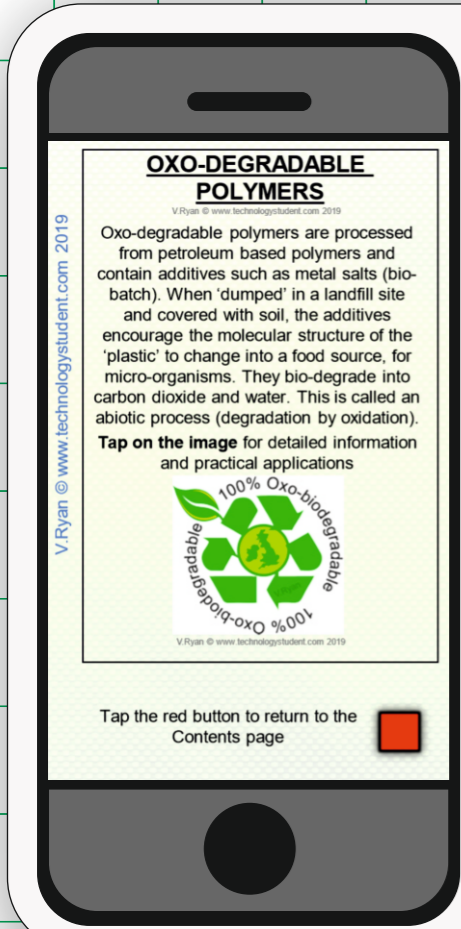 OXO-DEGRADABLE
POLYMERS
V.Ryan © www.technologystudent.com 2019
Oxo-degradable polymers are processed
from petroleum based polymers and
contain additives such as metal salts (bio-
batch). When ‘dumped’ in a landfill site
and covered with soil, the additives
encourage the molecular structure of the
‘plastic’ to change into a food source, for
micro-organisms. They bio-degrade into
carbon dioxide and water. This is called an
abiotic process (degradation by oxidation).
Tap on the image for detailed information
and practical applications
100% Oxo-biodegradable
100% Oxo-biodegradable
V.Ryan © www.technologystudent.com 2019
V.Ryan © www.technologystudent.com 2019
Tap the red button to return to the
Contents page